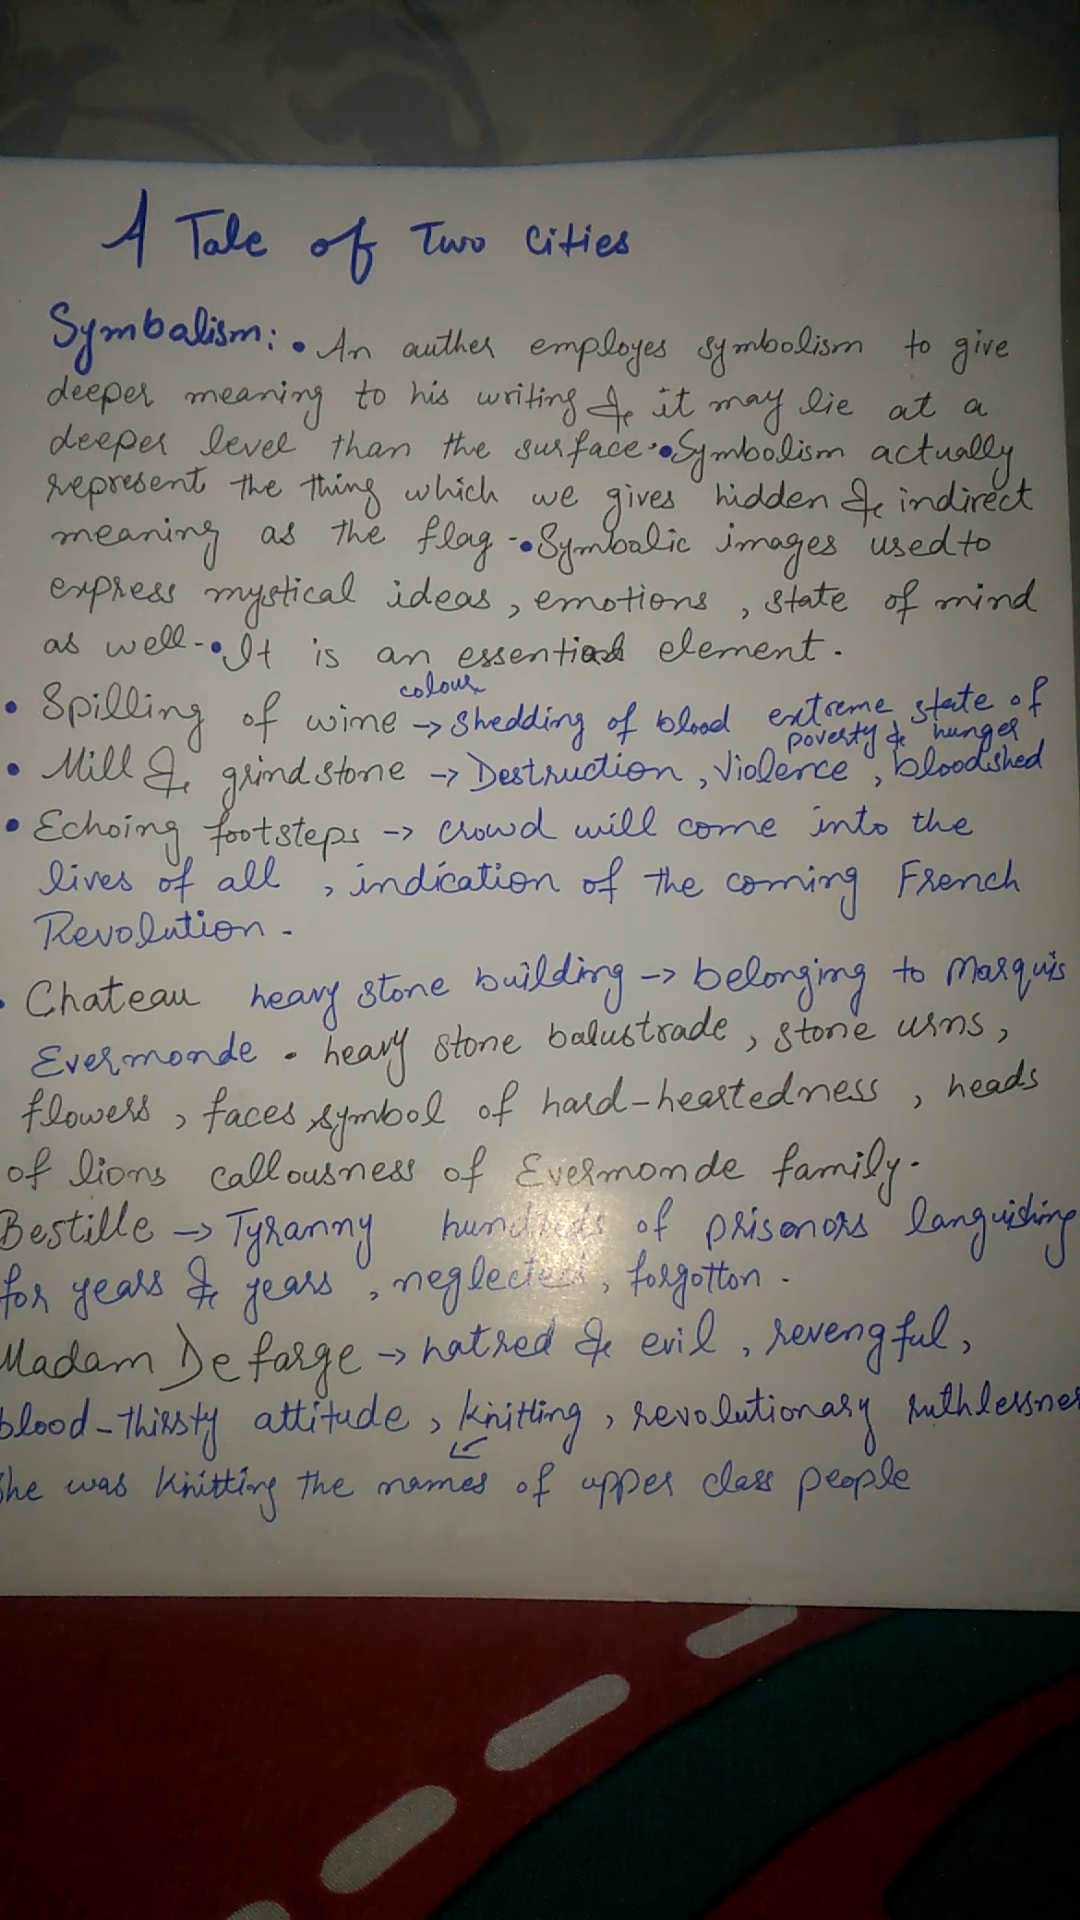 A Tale of Two Cities
Symbalism: • An auther employes symbolism to give
deeper meaning to his writing & it may lie at a
deeper level than the surface. • Symbolism actually
represent the thing which we gives hidden & indirect
meaning as the flag - • Symbalic images used to
express mystical ideas, emotions, state of mind
as well - • It is an essential element.
• Spilling of wine colour → shedding of blood extreme state of
poverty & hunger
• Mill & grindstone → Destruction, violence, bloodshed
• Echoing footsteps → crowd will come into the
lives of all, indication of the coming French
Revolution.
• Chateau heavy stone building → belonging to Marquis
Evermonde. heavy stone balustrade, stone urns,
flowers, faces symbol of hard-heartedness, heads
of lions callousness of Evermonde family.
Bestille → Tyranny hundreds of prisonors languishing
for years & years, neglected, forgotton.
Madam Defarge → hatred & evil, revengful,
blood-thirsty attitude, Knitting, revolutionary ruthlessness
She was Knitting the names of upper class people